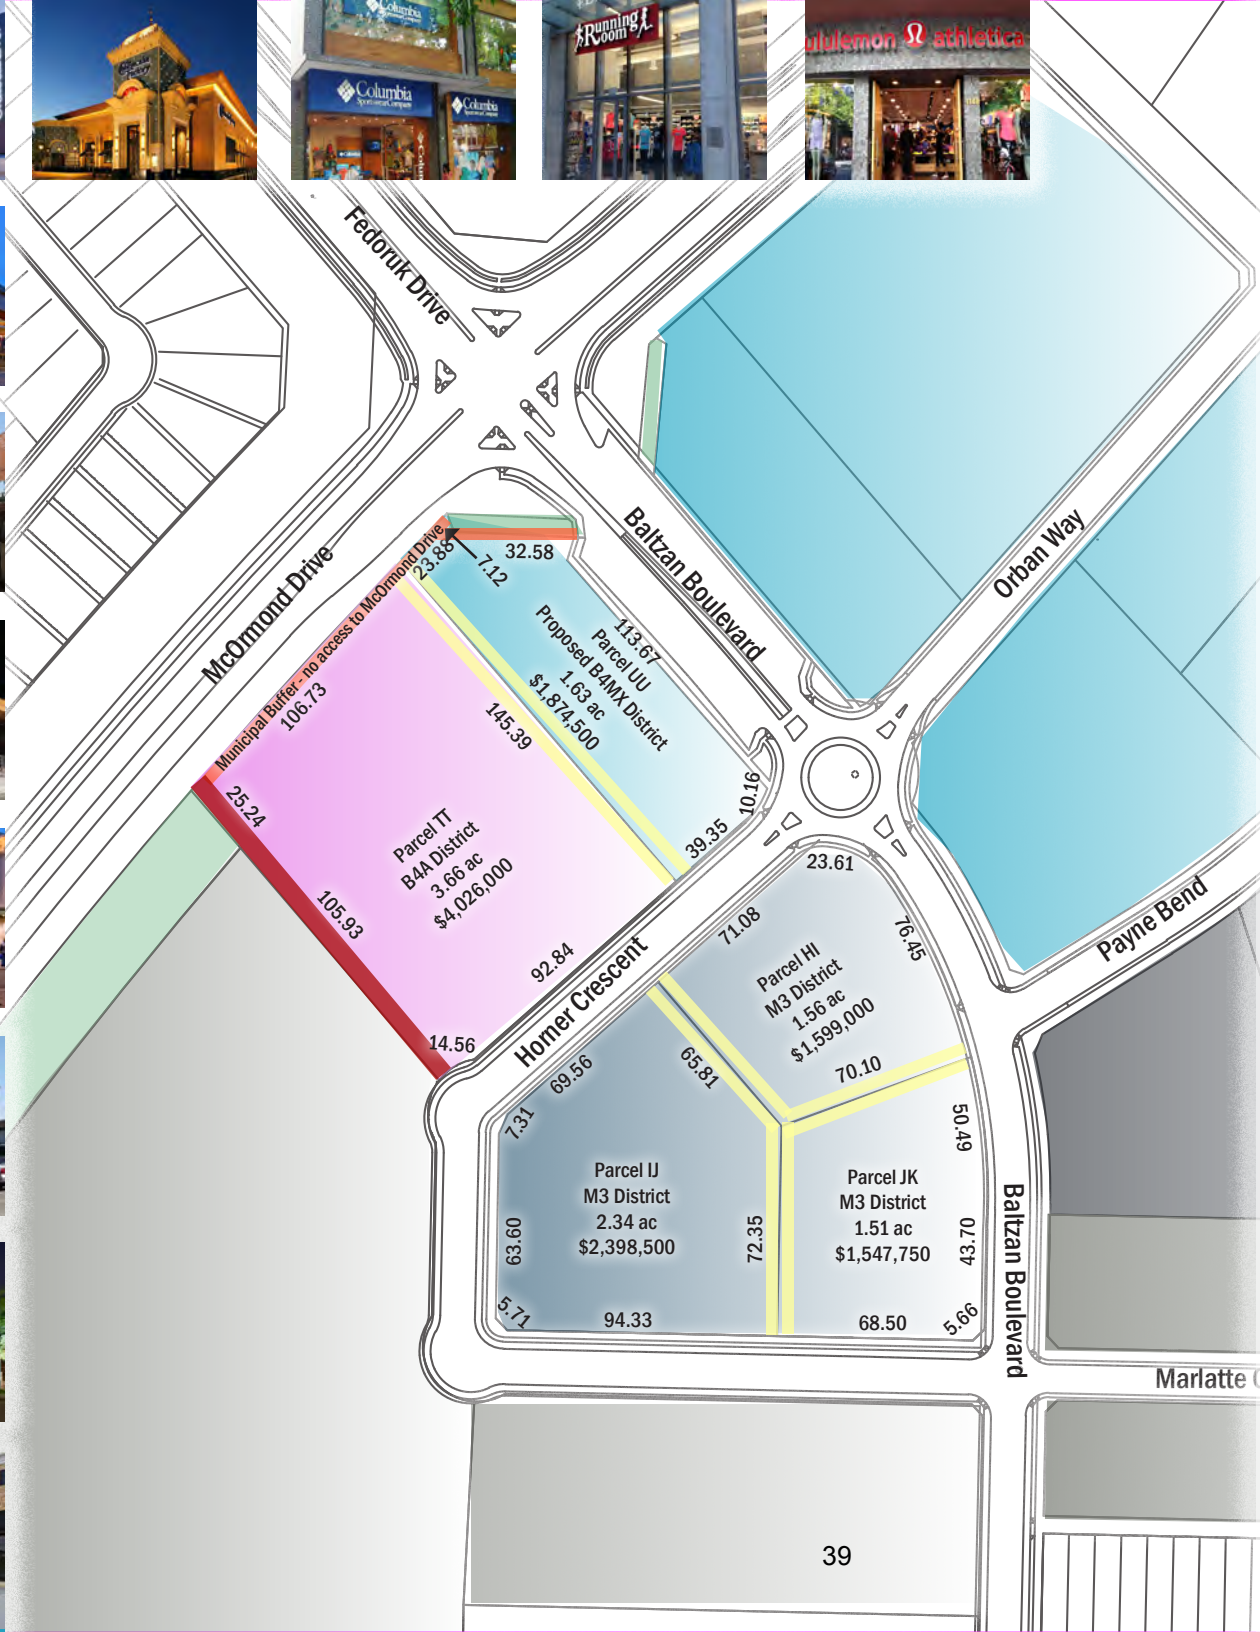 Columbia
Columbia
Sportswear Company
Columbia
Running
Room
lululemon athletica
Fedoruk Drive
McOrmond Drive
Municipal Buffer - no access to McOrmond Drive
23.88
7.12
32.58
Baltzan Boulevard
Orban Way
113.67
Parcel UU
Proposed B4MX District
1.63 ac
$1,874,500
106.73
145.39
10.16
39.35
25.24
Parcel TT
B4A District
3.66 ac
$4,026,000
105.93
92.84
14.56
Horner Crescent
23.61
71.08
76.45
Parcel HI
M3 District
1.56 ac
$1,599,000
Payne Bend
69.56
65.81
70.10
7.31
50.49
Parcel IJ
M3 District
2.34 ac
$2,398,500
Parcel JK
M3 District
1.51 ac
$1,547,750
63.60
72.35
43.70
Baltzan Boulevard
5.71
94.33
68.50
5.66
Marlatte
39